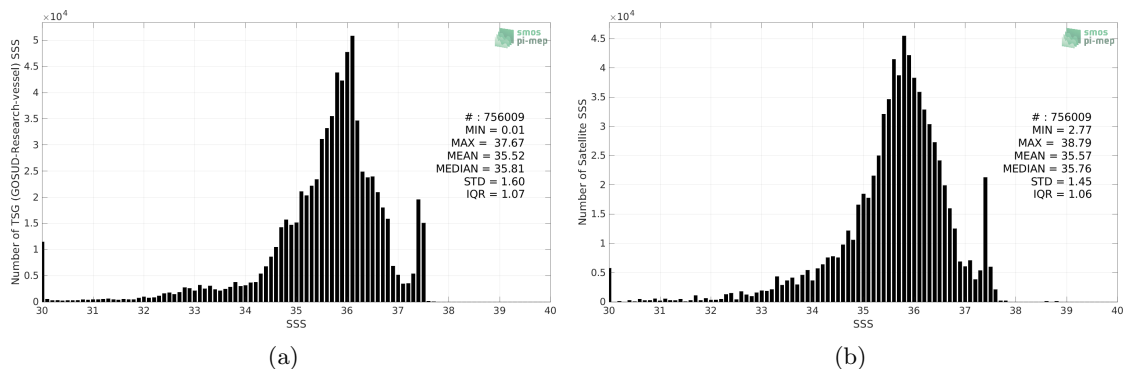 ×10⁴
5
4.5
4
3.5
3
2.5
2
1.5
1
0.5
0
Number of TSG (GOSUD-Research-vessel) SSS
smos
pi-mep
# : 756009
MIN = 0.01
MAX = 37.67
MEAN = 35.52
MEDIAN = 35.81
STD = 1.60
IQR = 1.07
30 31 32 33 34 35 36 37 38 39 40
SSS
(a)
×10⁴
4.5
4
3.5
3
2.5
2
1.5
1
0.5
0
Number of Satellite SSS
smos
pi-mep
# : 756009
MIN = 2.77
MAX = 38.79
MEAN = 35.57
MEDIAN = 35.76
STD = 1.45
IQR = 1.06
30 31 32 33 34 35 36 37 38 39 40
SSS
(b)